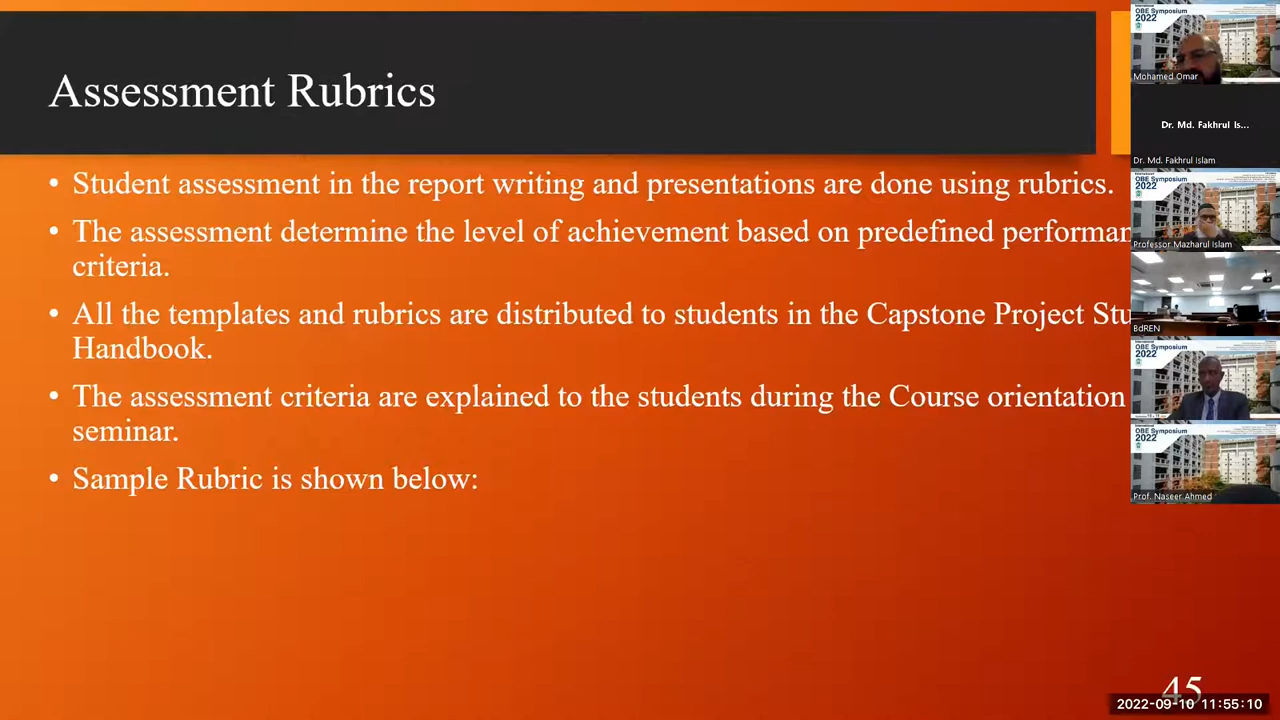 Assessment Rubrics
• Student assessment in the report writing and presentations are done using rubrics.
• The assessment determine the level of achievement based on predefined
criteria.
• All the templates and rubrics are distributed to students in the Capstone Project
Handbook.
• The assessment criteria are explained to the students during the Course orientation
seminar.
• Sample Rubric is shown below:
45
2022-09-10 11:55:10
OBE Symposium
2022
Mohamed Omar
Dr. Md. Fakhrul Is...
Dr. Md. Fakhrul Islam
OBE Symposium
2022
Professor Mazharul Islam
BdREN
OBE Symposium
2022
OBE Symposium
2022
Prof. Naseer Ahmed